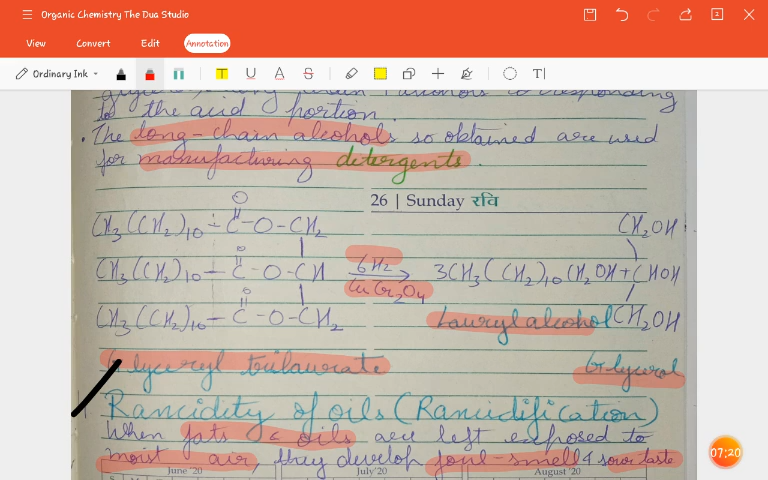 Organic Chemistry The Dua Studio
View Convert Edit Annotation
Ordinary Ink
to the acid portion.
. The long-chain alcohols so obtained are used
for manufacturing detergents.
26 | Sunday रवि
CH₃(CH₂)₁₀ - C - O - CH₂ CH₂OH
CH₃(CH₂)₁₀ - C - O - CH 6H₂ 3CH₃(CH₂)₁₀CH₂OH + CHOH
CuCr₂O₄
CH₃(CH₂)₁₀ - C - O - CH₂ Lauryl alcohol CH₂OH
Glyceryl trilaurate Glycerol
Rancidity of oils (Rancidification)
When fats & oils are left exposed to
moist air, they develop foul-smell & sour taste
June '20 July '20 August '20
07:20